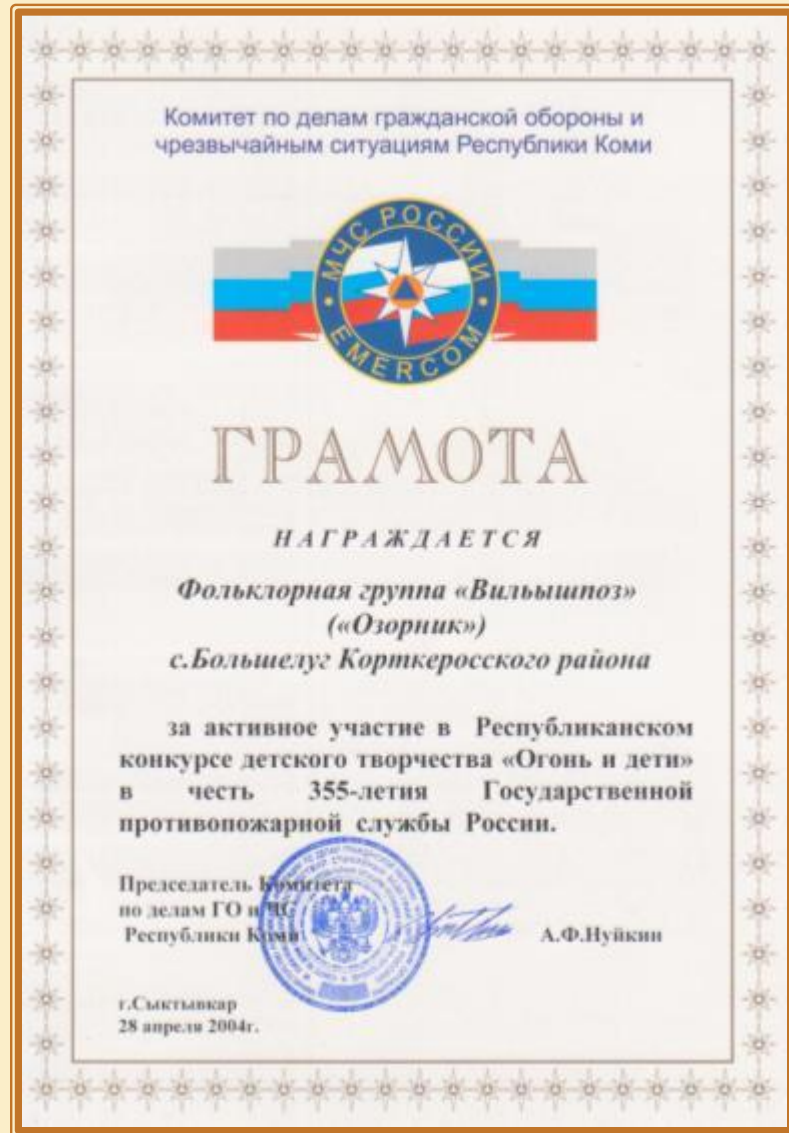 Комитет по делам гражданской обороны и
чрезвычайным ситуациям Республики Коми
МЧС РОССИИ
EMERCOM
ГРАМОТА
НАГРАЖДАЕТСЯ
Фольклорная группа «Вильышпоз»
(«Озорник»)
с.Большелуг Корткеросского района
за активное участие в Республиканском
конкурсе детского творчества «Огонь и дети»
в честь 355-летия Государственной
противопожарной службы России.
Председатель Комитета
по делам ГО и ЧС
Республики Коми А.Ф.Нуйкин
г.Сыктывкар
28 апреля 2004г.